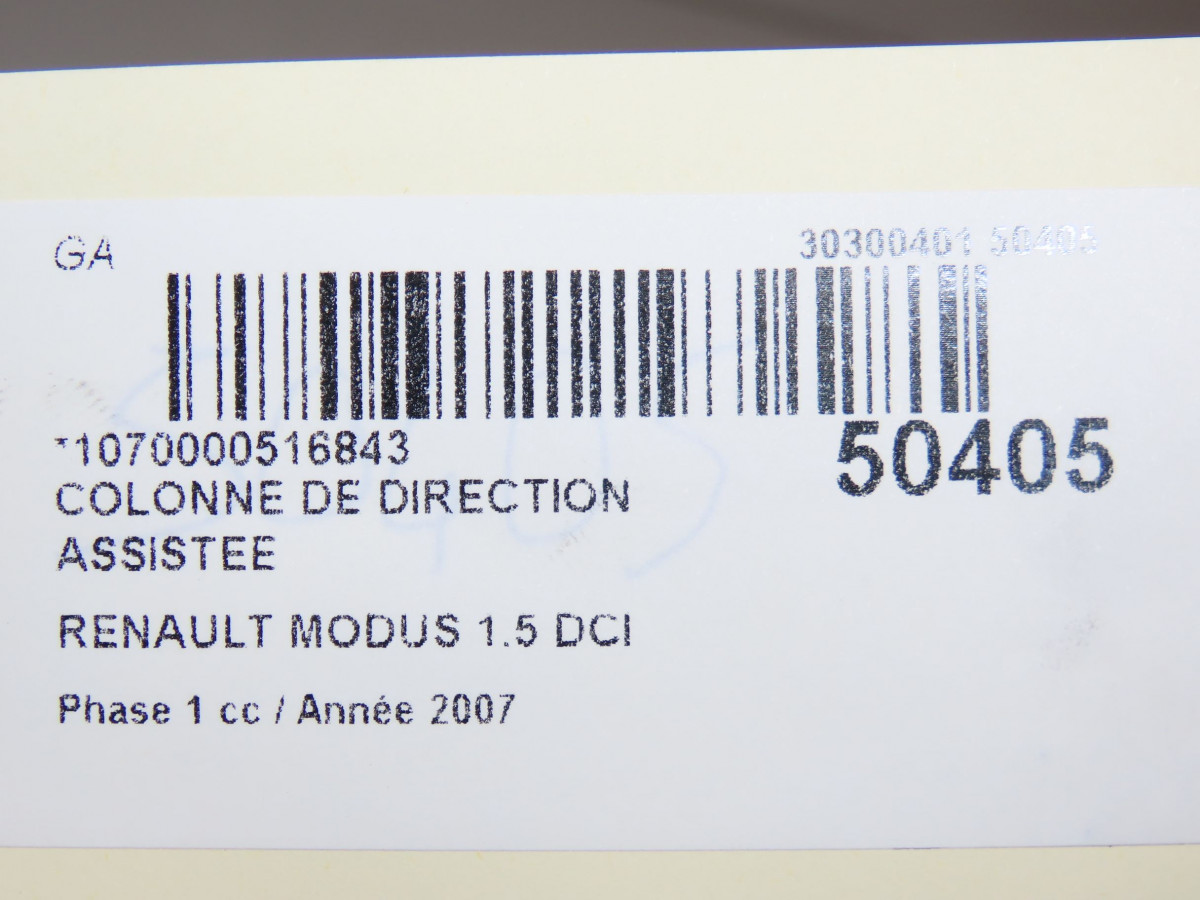 GA
30300401 50405
*1070000516843
50405
COLONNE DE DIRECTION
ASSISTEE
RENAULT MODUS 1.5 DCI
Phase 1 cc / Année 2007